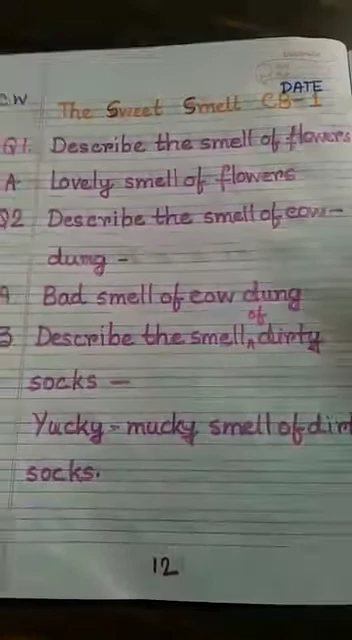 C.W
DATE
The Sweet Smell CB-1
Q1. Describe the smell of flowers
A Lovely smell of flowers
Q2 Describe the smell of cow-
dung -
A Bad smell of cow dung
of
3 Describe the smell ^ dirty
socks -
Yucky-mucky smell of dirt
socks.
12